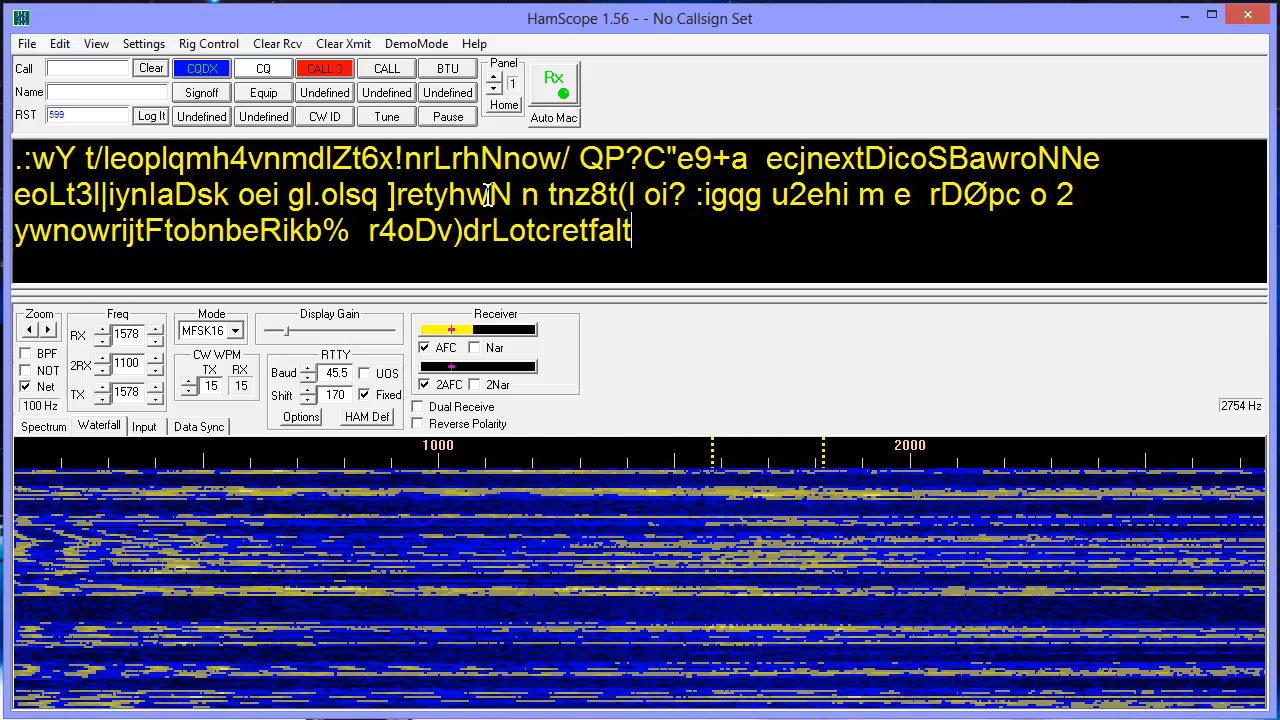 HamScope 1.56 - - No Callsign Set
File Edit View Settings Rig Control Clear Rcv Clear Xmit DemoMode Help
Call Clear CQDX CQ CALL 3 CALL BTU Panel 1 Home Rx
Name Signoff Equip Undefined Undefined Undefined
RST 599 Log It Undefined Undefined CW ID Tune Pause Auto Mac
.:wY t/leoplqmh4vnmdlZt6x!nrLrhNnow/ QP?C"e9+a ecjnextDicoSBawroNNe
eoLt3l|iynlaDsk oei gl.olsq ]retyhwiN n tnz8t(l oi? :igqg u2ehi m e rDØpc o 2
ywnowrijtFtobnbeRikb% r4oDv)drLotcretfalt
Zoom Freq Mode Display Gain Receiver
RX 1578 MFSK16
BPF CW WPM RTTY AFC Nar
NOT 2RX 1100 TX RX Baud 45.5 UOS
Net TX 1578 15 15 Shift 170 Fixed 2AFC 2Nar
100 Hz Options HAM Def Dual Receive 2754 Hz
Spectrum Waterfall Input Data Sync Reverse Polarity
1000 2000